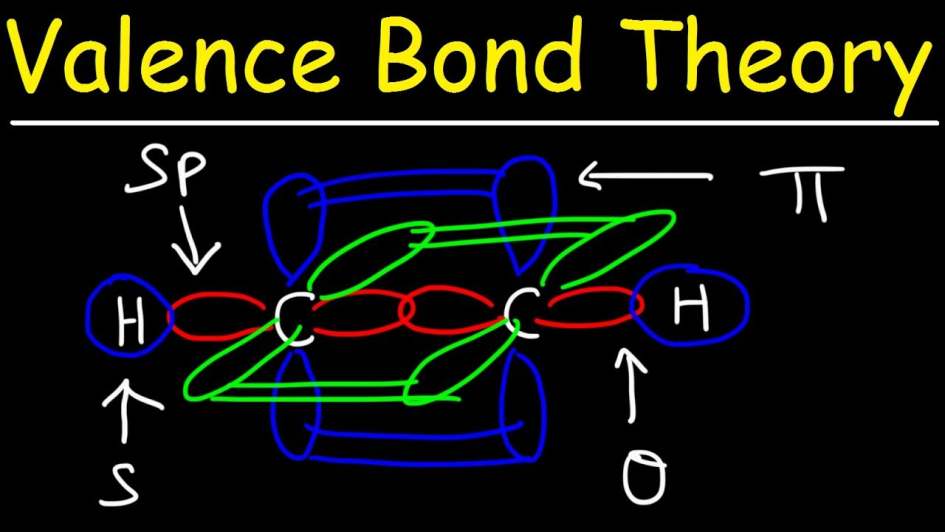 Valence Bond Theory
Sp
π
H C C H
S
σ